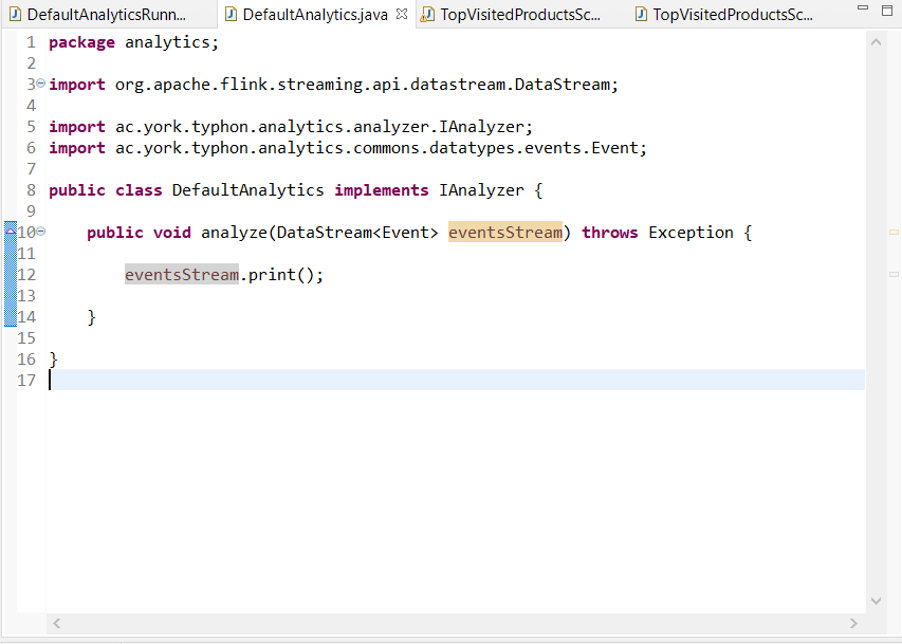 DefaultAnalyticsRunn... DefaultAnalytics.java TopVisitedProductsSc... TopVisitedProductsSc...
1 package analytics;
2
3 import org.apache.flink.streaming.api.datastream.DataStream;
4
5 import ac.york.typhon.analytics.analyzer.IAnalyzer;
6 import ac.york.typhon.analytics.commons.datatypes.events.Event;
7
8 public class DefaultAnalytics implements IAnalyzer {
9
10 public void analyze(DataStream<Event> eventsStream) throws Exception {
11
12 eventsStream.print();
13
14 }
15
16 }
17